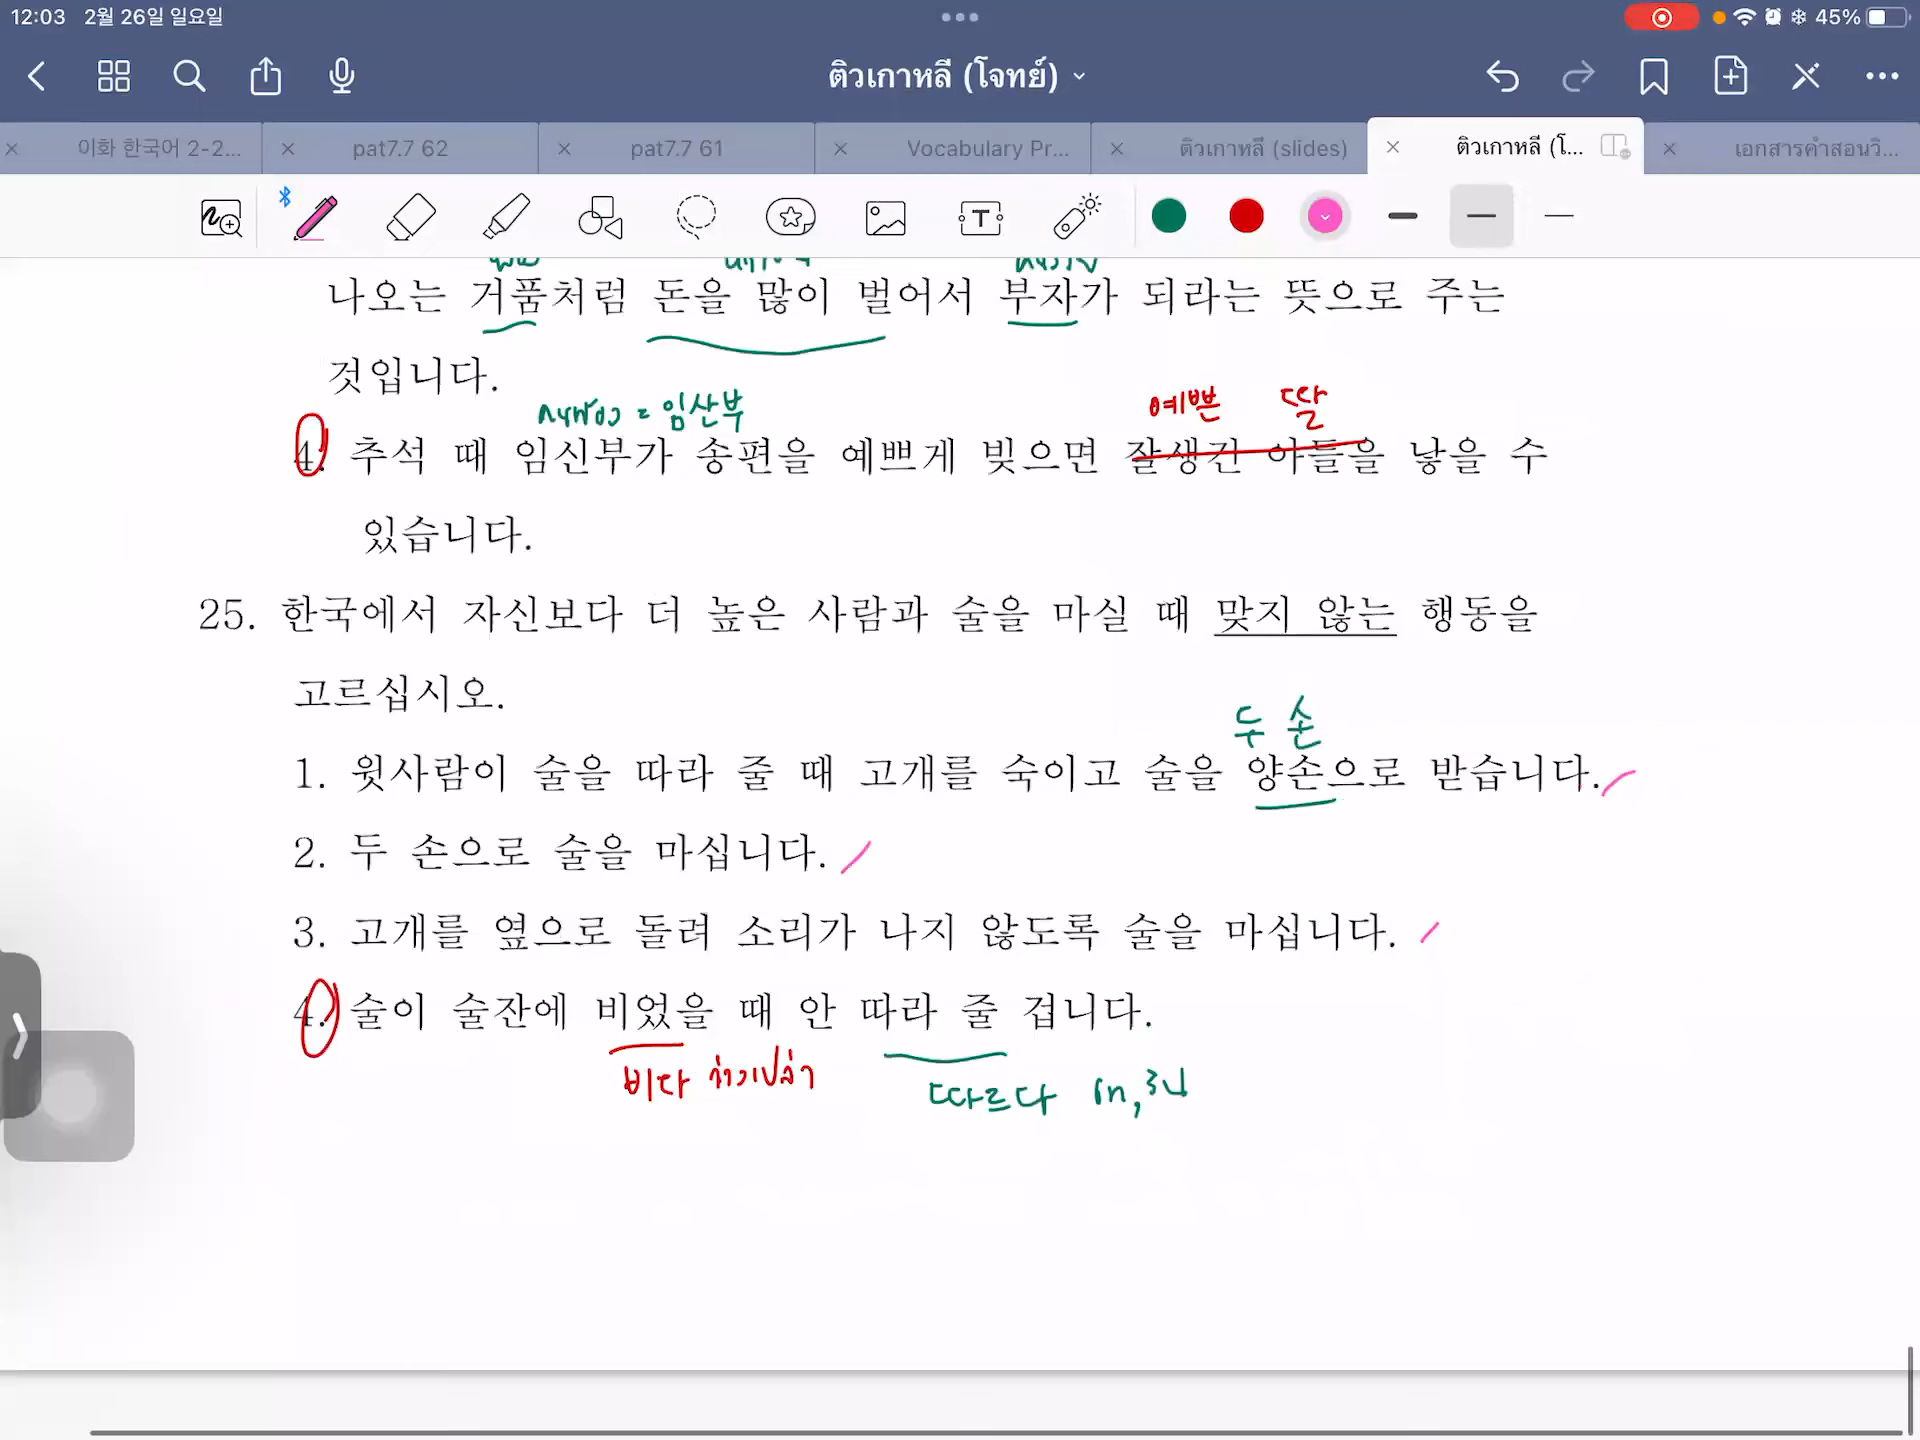 12:03 2월 26일 일요일 45%
ติวเกาหลี (โจทย์)
이화 한국어 2-2... pat7.7 62 pat7.7 61 Vocabulary Pr... ติวเกาหลี (slides) ติวเกาหลี (โ... เอกสารคำสอนวิ...
나오는 거품처럼 돈을 많이 벌어서 부자가 되라는 뜻으로 주는
것입니다.
คนท้อง = 임산부 예쁜 딸
4. 추석 때 임신부가 송편을 예쁘게 빚으면 잘생긴 아들을 낳을 수
있습니다.
25. 한국에서 자신보다 더 높은 사람과 술을 마실 때 맞지 않는 행동을
고르십시오.
두 손
1. 윗사람이 술을 따라 줄 때 고개를 숙이고 술을 양손으로 받습니다.
2. 두 손으로 술을 마십니다.
3. 고개를 옆으로 돌려 소리가 나지 않도록 술을 마십니다.
4. 술이 술잔에 비었을 때 안 따라 줄 겁니다.
비다 ว่างเปล่า
따르다 เท, ริน